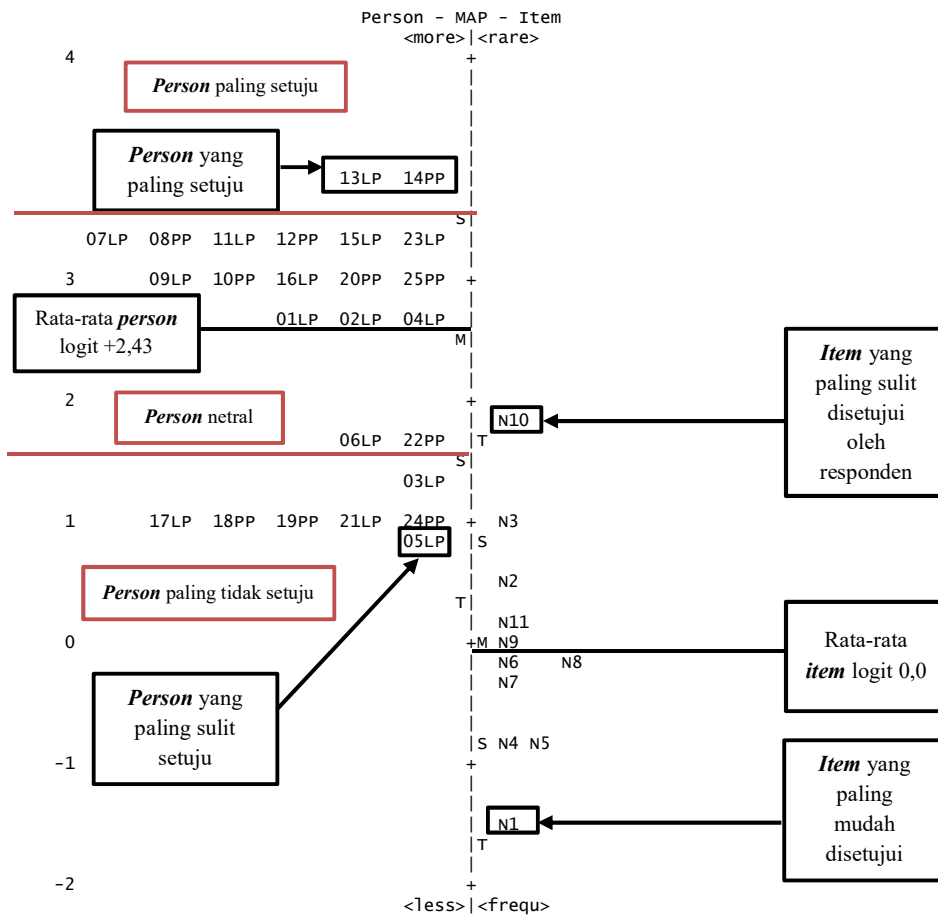 Person - MAP - Item
<more>|<rare>
4 +
Person paling setuju
Person yang
paling setuju
13LP 14PP
S
07LP 08PP 11LP 12PP 15LP 23LP
3 09LP 10PP 16LP 20PP 25PP +
Rata-rata person
logit +2,43
01LP 02LP 04LP
M
Item yang
paling sulit
disetujui
oleh
responden
2 +
Person netral
N10
06LP 22PP T
S
03LP
1 17LP 18PP 19PP 21LP 24PP + N3
05LP S
N2
Person paling tidak setuju
T
N11
0 +M N9
N6 N8
N7
Rata-rata
item logit 0,0
Person yang
paling sulit
setuju
S N4 N5
-1 +
Item yang
paling
mudah
disetujui
N1
T
-2 +
<less>|<frequ>